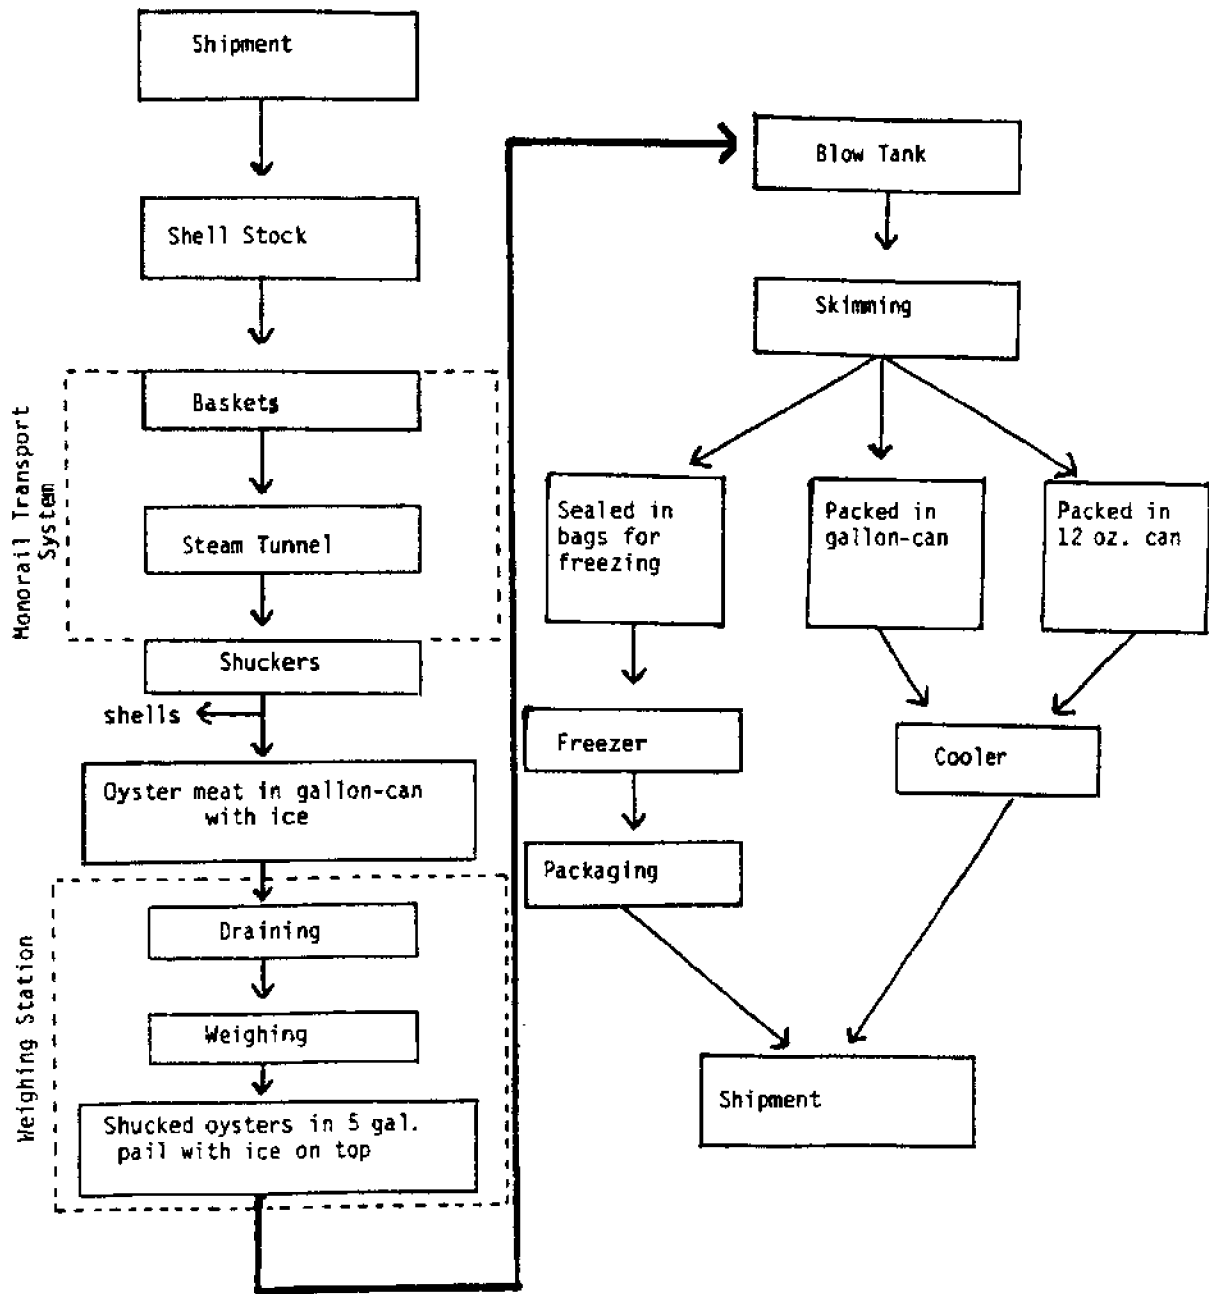 Shipment
Shell Stock
Monorail Transport
System
Baskets
Steam Tunnel
Shuckers
shells
Oyster meat in gallon-can
with ice
Weighing Station
Draining
Weighing
Shucked oysters in 5 gal.
pail with ice on top
Blow Tank
Skimming
Sealed in
bags for
freezing
Packed in
gallon-can
Packed in
12 oz. can
Freezer
Cooler
Packaging
Shipment